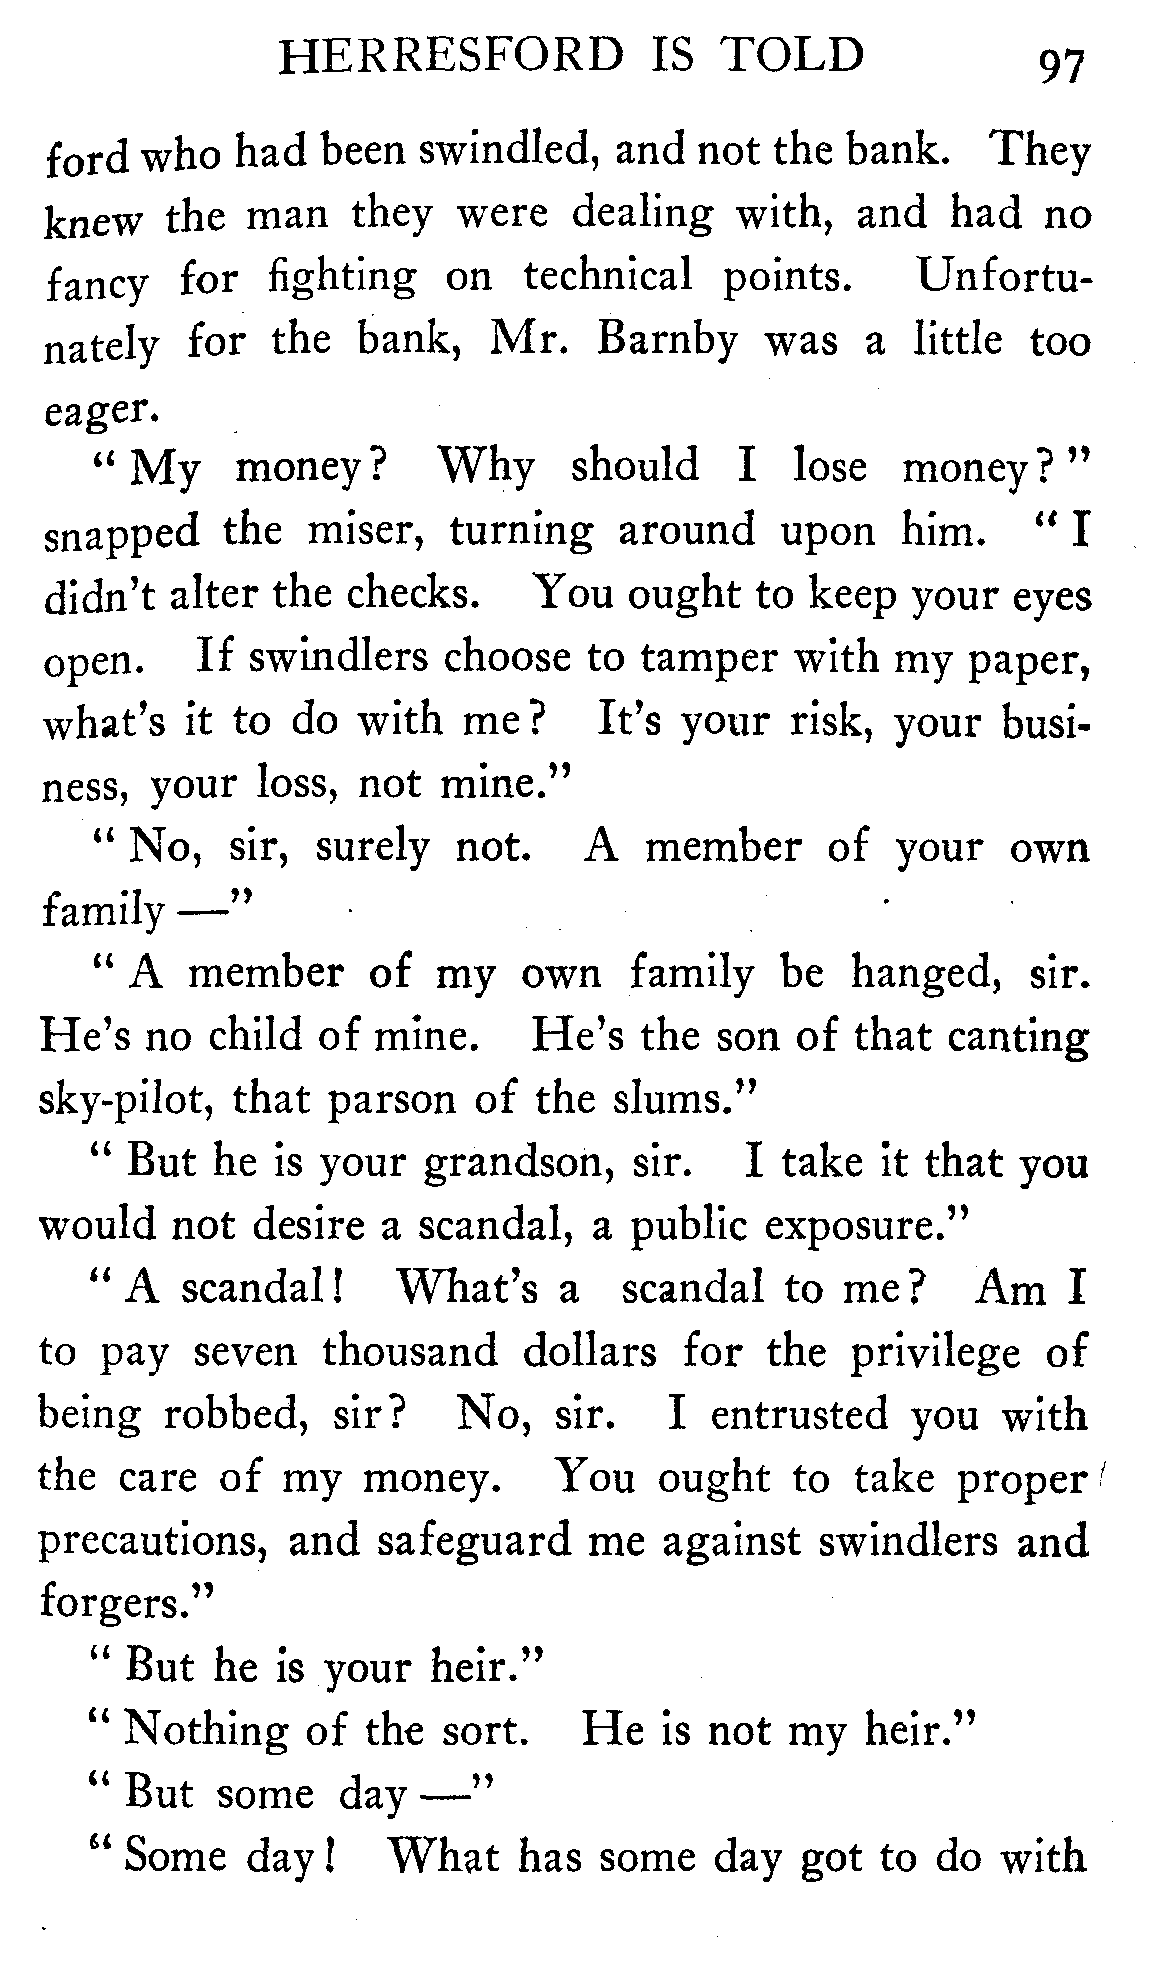 HERRESFORD IS TOLD 97
ford who had been swindled, and not the bank. They
knew the man they were dealing with, and had no
fancy for fighting on technical points. Unfortu-
nately for the bank, Mr. Barnby was a little too
eager.
“ My money? Why should I lose money? ”
snapped the miser, turning around upon him. “ I
didn’t alter the checks. You ought to keep your eyes
open. If swindlers choose to tamper with my paper,
what’s it to do with me? It’s your risk, your busi-
ness, your loss, not mine.”
“ No, sir, surely not. A member of your own
family —”
“ A member of my own family be hanged, sir.
He’s no child of mine. He’s the son of that canting
sky-pilot, that parson of the slums.”
“ But he is your grandson, sir. I take it that you
would not desire a scandal, a public exposure.”
“ A scandal! What’s a scandal to me? Am I
to pay seven thousand dollars for the privilege of
being robbed, sir? No, sir. I entrusted you with
the care of my money. You ought to take proper
precautions, and safeguard me against swindlers and
forgers.”
“ But he is your heir.”
“ Nothing of the sort. He is not my heir.”
“ But some day —”
“ Some day! What has some day got to do with